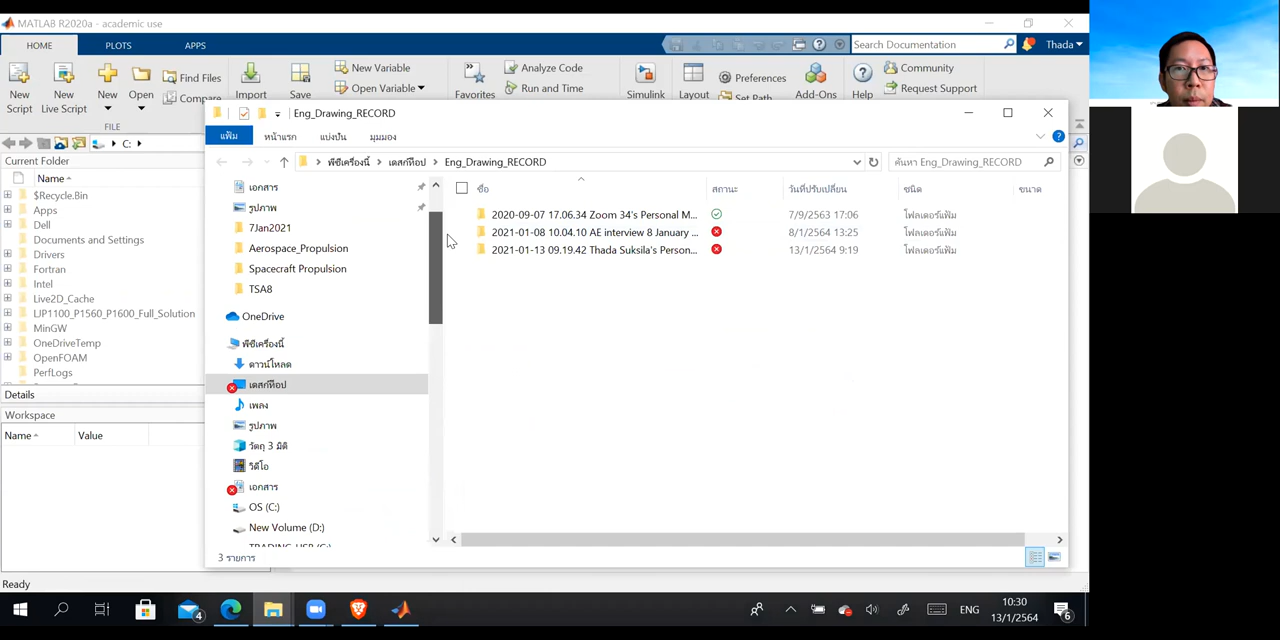 MATLAB R2020a - academic use
HOME PLOTS APPS
Search Documentation
Thada
New Script
New Live Script
New
Open
Find Files
Compare
Import
Save
New Variable
Open Variable
Favorites
Analyze Code
Run and Time
Simulink
Layout
Preferences
Set Path
Add-Ons
Help
Community
Request Support
FILE
Eng_Drawing_RECORD
แฟ้ม หน้าแรก แบ่งปัน มุมมอง
C:
พีซีเครื่องนี้ เดสก์ท็อป Eng_Drawing_RECORD
ค้นหา Eng_Drawing_RECORD
Current Folder
Name
$Recycle.Bin
Apps
Dell
Documents and Settings
Drivers
Fortran
Intel
Live2D_Cache
LJP1100_P1560_P1600_Full_Solution
MinGW
OneDriveTemp
OpenFOAM
PerfLogs
Details
Workspace
Name Value
เอกสาร
รูปภาพ
7Jan2021
Aerospace_Propulsion
Spacecraft Propulsion
TSA8
OneDrive
พีซีเครื่องนี้
ดาวน์โหลด
เดสก์ท็อป
เพลง
รูปภาพ
วัตถุ 3 มิติ
วิดีโอ
เอกสาร
OS (C:)
New Volume (D:)
ชื่อ สถานะ วันที่ปรับเปลี่ยน ชนิด ขนาด
2020-09-07 17.06.34 Zoom 34's Personal M... 7/9/2563 17:06 โฟลเดอร์แฟ้ม
2021-01-08 10.04.10 AE interview 8 January ... 8/1/2564 13:25 โฟลเดอร์แฟ้ม
2021-01-13 09.19.42 Thada Suksila's Person... 13/1/2564 9:19 โฟลเดอร์แฟ้ม
3 รายการ
Ready
4
ENG
10:30
13/1/2564
6